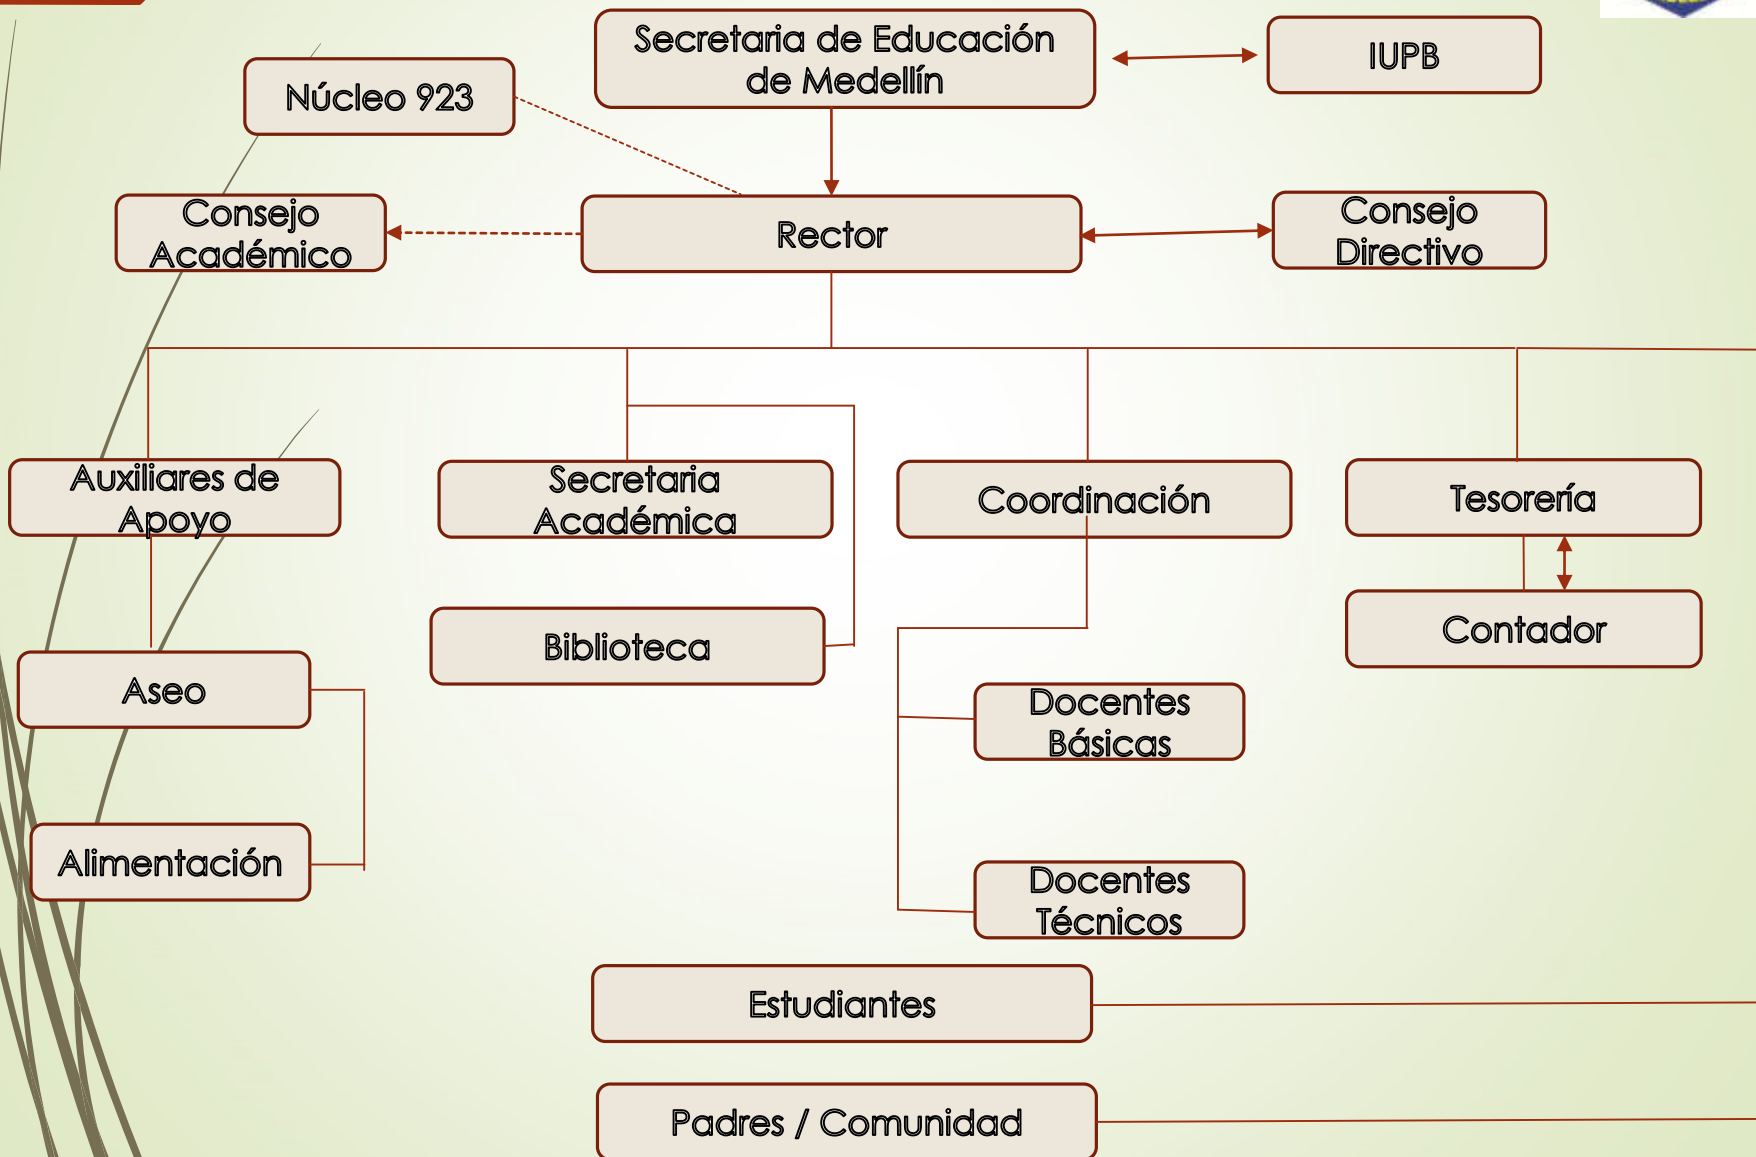 Secretaria de Educación
de Medellín
IUPB
Núcleo 923
Consejo
Académico
Rector
Consejo
Directivo
Auxiliares de
Apoyo
Secretaria
Académica
Coordinación
Tesorería
Biblioteca
Contador
Aseo
Docentes
Básicas
Alimentación
Docentes
Técnicos
Estudiantes
Padres / Comunidad